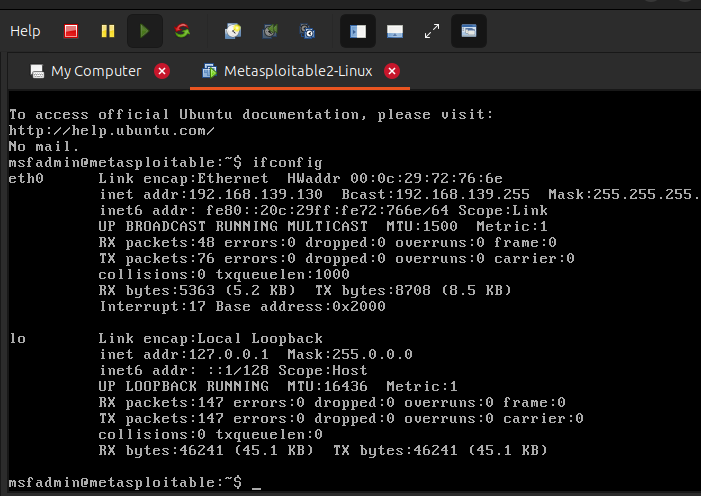 Help
My Computer
Metasploitable2-Linux
To access official Ubuntu documentation, please visit:
http://help.ubuntu.com/
No mail.
msfadmin@metasploitable:~$ ifconfig
eth0      Link encap:Ethernet  HWaddr 00:0c:29:72:76:6e
          inet addr:192.168.139.130  Bcast:192.168.139.255  Mask:255.255.255.
          inet6 addr: fe80::20c:29ff:fe72:766e/64 Scope:Link
          UP BROADCAST RUNNING MULTICAST  MTU:1500  Metric:1
          RX packets:48 errors:0 dropped:0 overruns:0 frame:0
          TX packets:76 errors:0 dropped:0 overruns:0 carrier:0
          collisions:0 txqueuelen:1000
          RX bytes:5363 (5.2 KB)  TX bytes:8708 (8.5 KB)
          Interrupt:17 Base address:0x2000
lo        Link encap:Local Loopback
          inet addr:127.0.0.1  Mask:255.0.0.0
          inet6 addr: ::1/128 Scope:Host
          UP LOOPBACK RUNNING  MTU:16436  Metric:1
          RX packets:147 errors:0 dropped:0 overruns:0 frame:0
          TX packets:147 errors:0 dropped:0 overruns:0 carrier:0
          collisions:0 txqueuelen:0
          RX bytes:46241 (45.1 KB)  TX bytes:46241 (45.1 KB)
msfadmin@metasploitable:~$ _